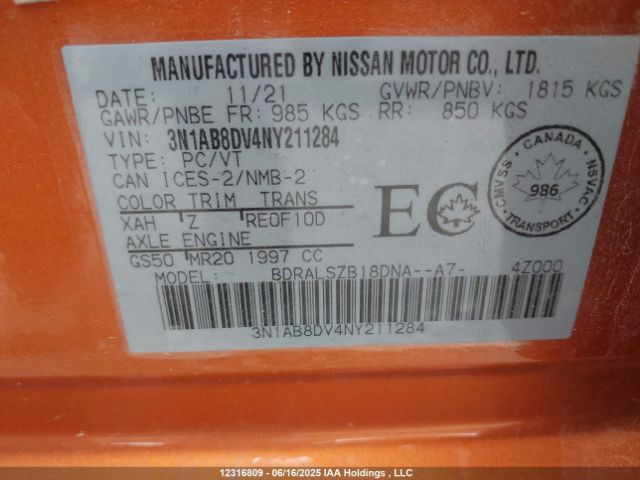 MANUFACTURED BY NISSAN MOTOR CO., LTD.
DATE: 11/21 GVWR/PNBV: 1815 KGS
GAWR/PNBE FR: 985 KGS RR: 850 KGS
VIN: 3N1AB8DV4NY211284
TYPE: PC/VT
CAN ICES-2/NMB-2
COLOR TRIM TRANS
XAH Z RE0F10D
AXLE ENGINE
GS50 MR20 1997 CC
MODEL: BDRALSZB18DNA--A7- 4Z000
EC
CANADA
CMVSS NSVAC
986
TRANSPORT
3N1AB8DV4NY211284
12316809 - 06/16/2025 IAA Holdings , LLC